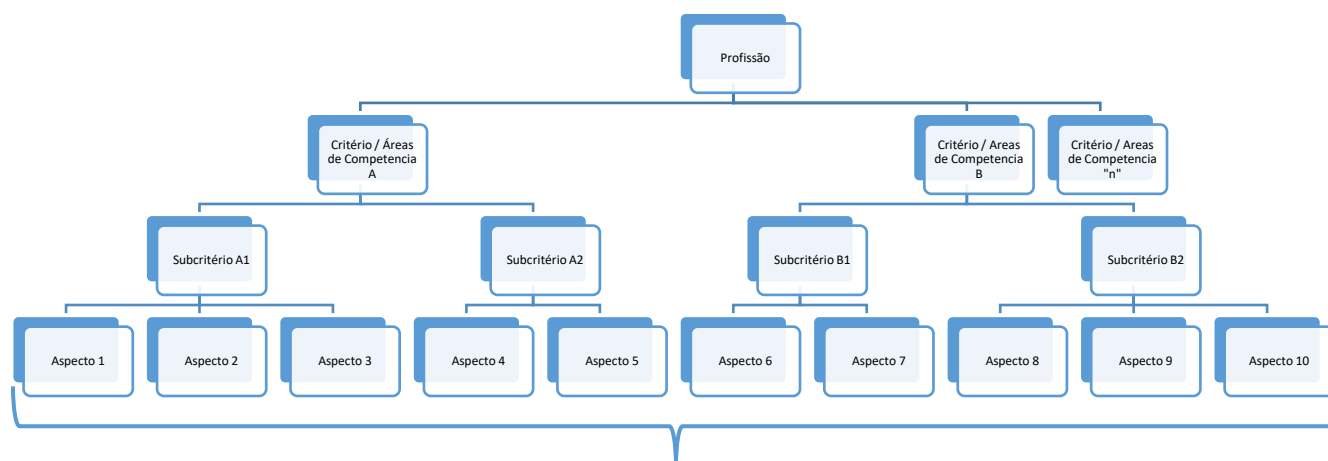 Profissão
Critério / Áreas
de Competencia
A
Critério / Areas
de Competencia
B
Critério / Areas
de Competencia
"n"
Subcritério A1
Subcritério A2
Subcritério B1
Subcritério B2
Aspecto 1
Aspecto 2
Aspecto 3
Aspecto 4
Aspecto 5
Aspecto 6
Aspecto 7
Aspecto 8
Aspecto 9
Aspecto 10